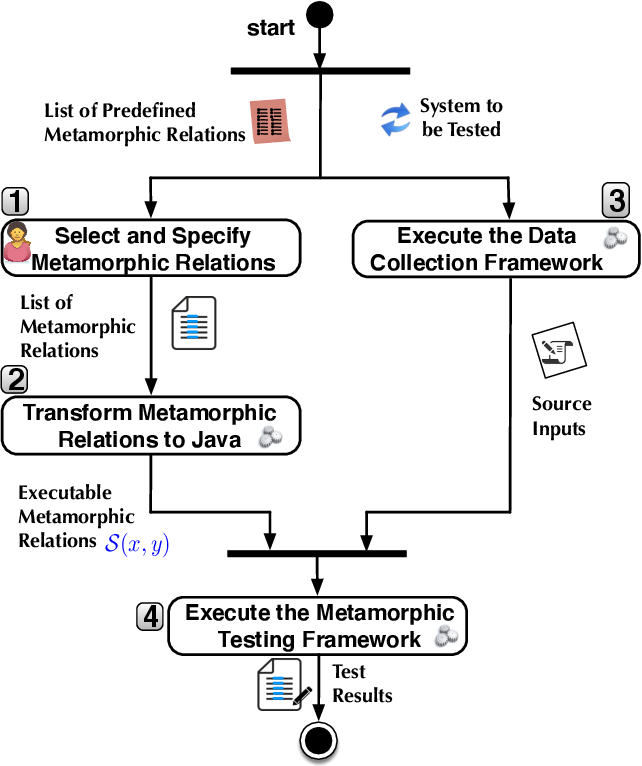 start
List of Predefined
Metamorphic Relations
System to
be Tested
1
Select and Specify
Metamorphic Relations
3
Execute the Data
Collection Framework
List of
Metamorphic
Relations
2
Transform Metamorphic
Relations to Java
Source
Inputs
Executable
Metamorphic
Relations S(x, y)
4
Execute the Metamorphic
Testing Framework
Test
Results